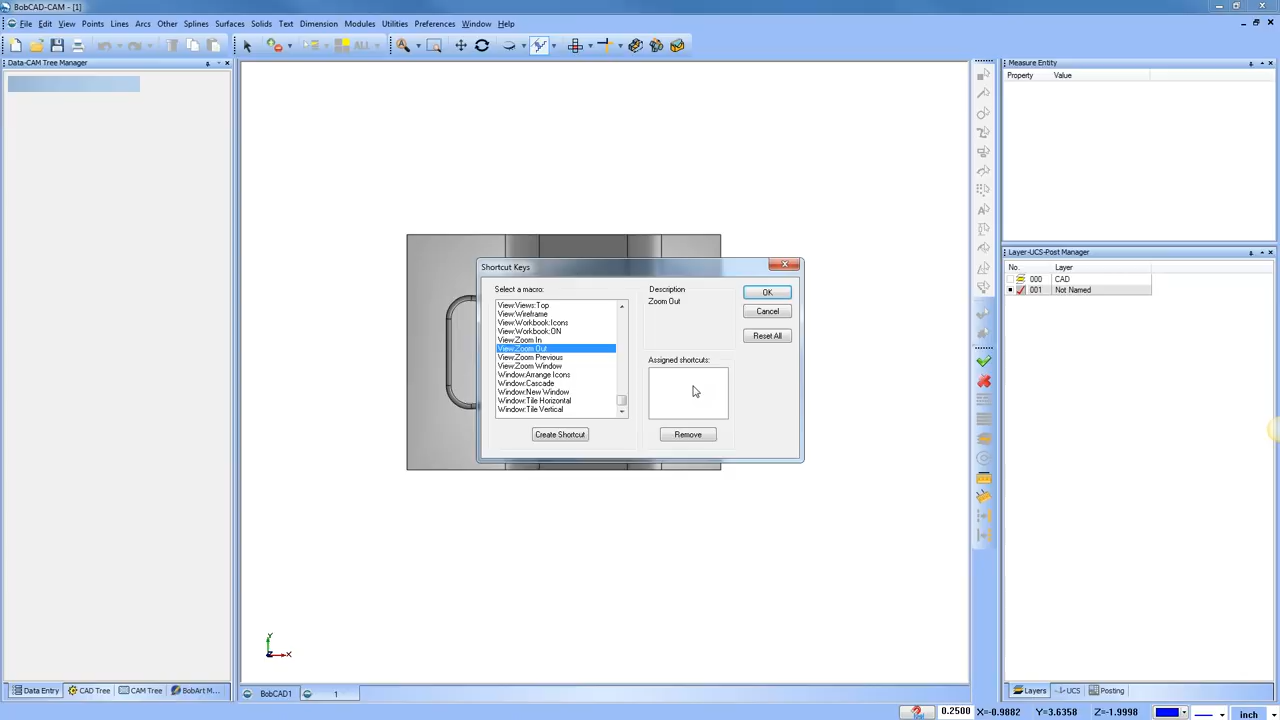 BobCAD-CAM - [1]
File Edit View Points Lines Arcs Other Splines Surfaces Solids Text Dimension Modules Utilities Preferences Window Help
ALL
Data-CAM Tree Manager
Measure Entity
Property Value
Layer-UCS-Post Manager
No. Layer
000 CAD
001 Not Named
Shortcut Keys
Select a macro:
View:Views:Top
View:Wireframe
View:Workbook:Icons
View:Workbook:ON
View:Zoom In
View:Zoom Out
View:Zoom Previous
View:Zoom Window
Window:Arrange Icons
Window:Cascade
Window:New Window
Window:Tile Horizontal
Window:Tile Vertical
Create Shortcut
Description
Zoom Out
Assigned shortcuts:
Remove
OK
Cancel
Reset All
Y
Z X
Data Entry CAD Tree CAM Tree BobArt M...
BobCAD1 1
Layers UCS Posting
0.2500 X=-0.9882 Y=3.6358 Z=-1.9998 inch